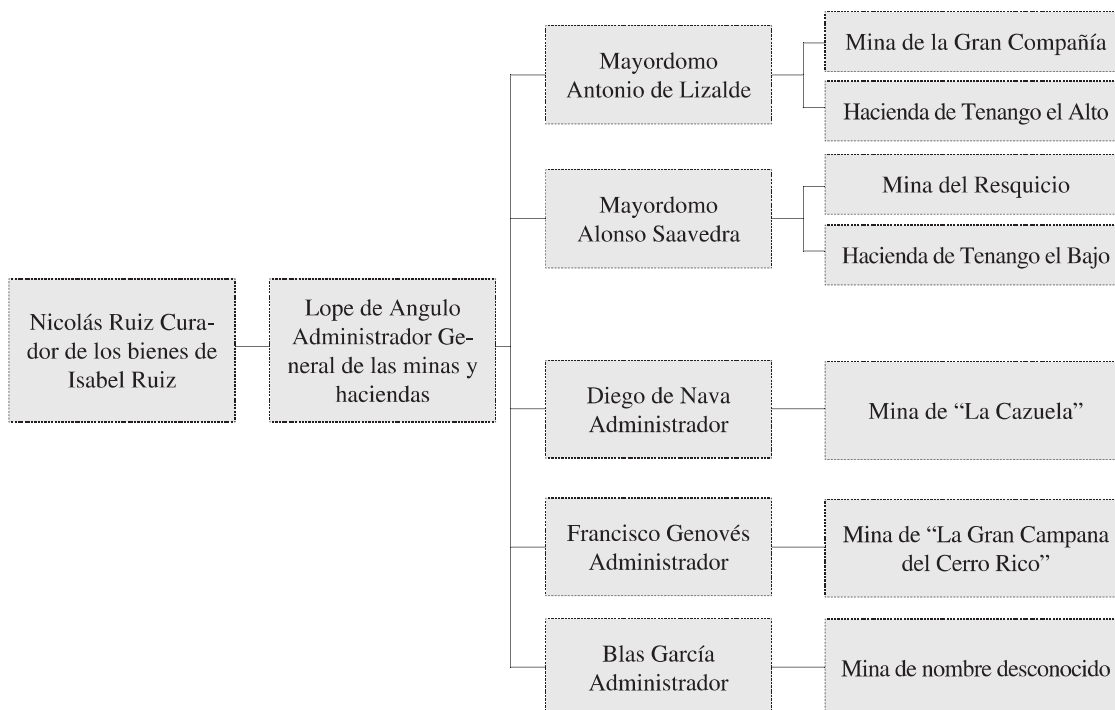 Nicolás Ruiz Cura-
dor de los bienes de
Isabel Ruiz
Lope de Angulo
Administrador Ge-
neral de las minas y
haciendas
Mayordomo
Antonio de Lizalde
Mina de la Gran Compañía
Hacienda de Tenango el Alto
Mayordomo
Alonso Saavedra
Mina del Resquicio
Hacienda de Tenango el Bajo
Diego de Nava
Administrador
Mina de “La Cazuela”
Francisco Genovés
Administrador
Mina de “La Gran Campana
del Cerro Rico”
Blas García
Administrador
Mina de nombre desconocido